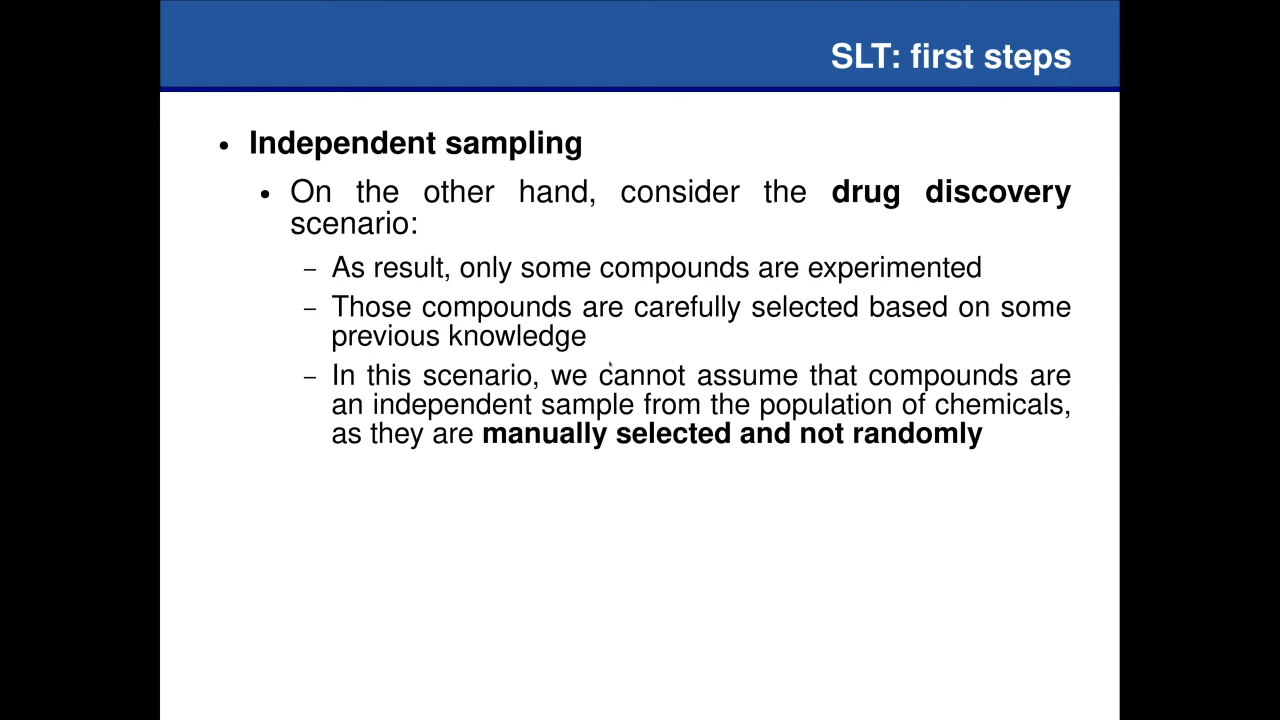 SLT: first steps
• Independent sampling
• On the other hand, consider the drug discovery
scenario:
– As result, only some compounds are experimented
– Those compounds are carefully selected based on some
previous knowledge
– In this scenario, we cannot assume that compounds are
an independent sample from the population of chemicals,
as they are manually selected and not randomly